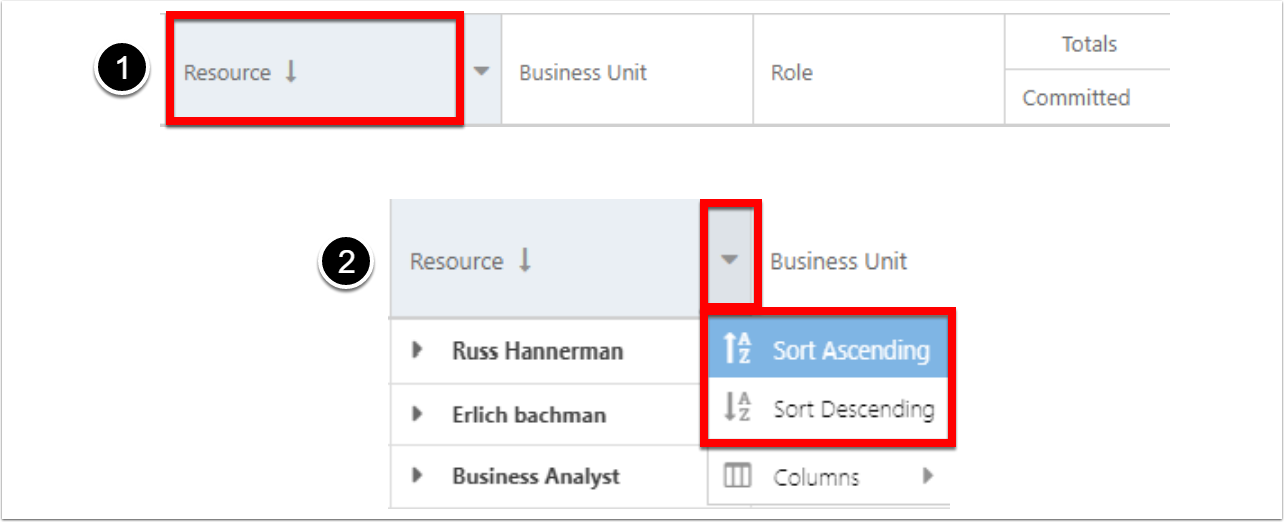 1
Resource
Business Unit
Role
Totals
Committed
2
Resource
Business Unit
Russ Hannerman
A
Z
Sort Ascending
Erlich bachman
A
Z
Sort Descending
Business Analyst
Columns